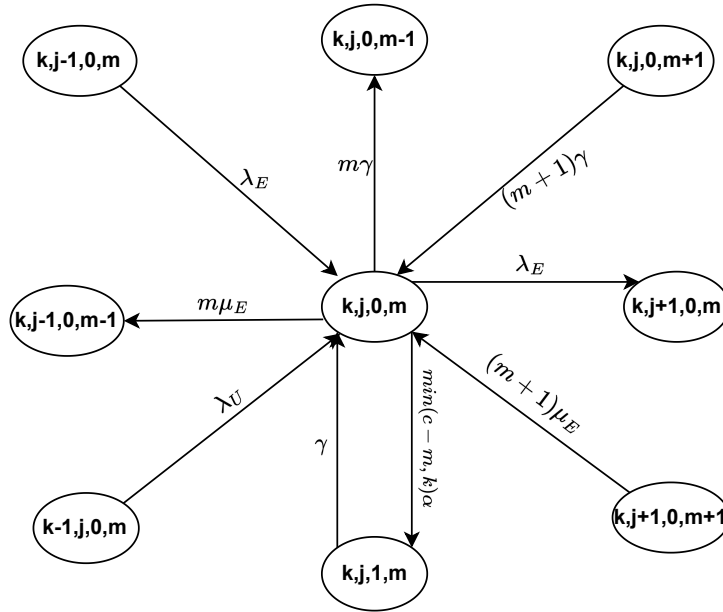 k,j-1,0,m
k,j,0,m-1
k,j,0,m+1
λ_E
mγ
(m + 1)γ
k,j-1,0,m-1
mμ_E
k,j,0,m
λ_E
k,j+1,0,m
λ_U
γ
min(c − m, k)α
(m + 1)μ_E
k-1,j,0,m
k,j,1,m
k,j+1,0,m+1